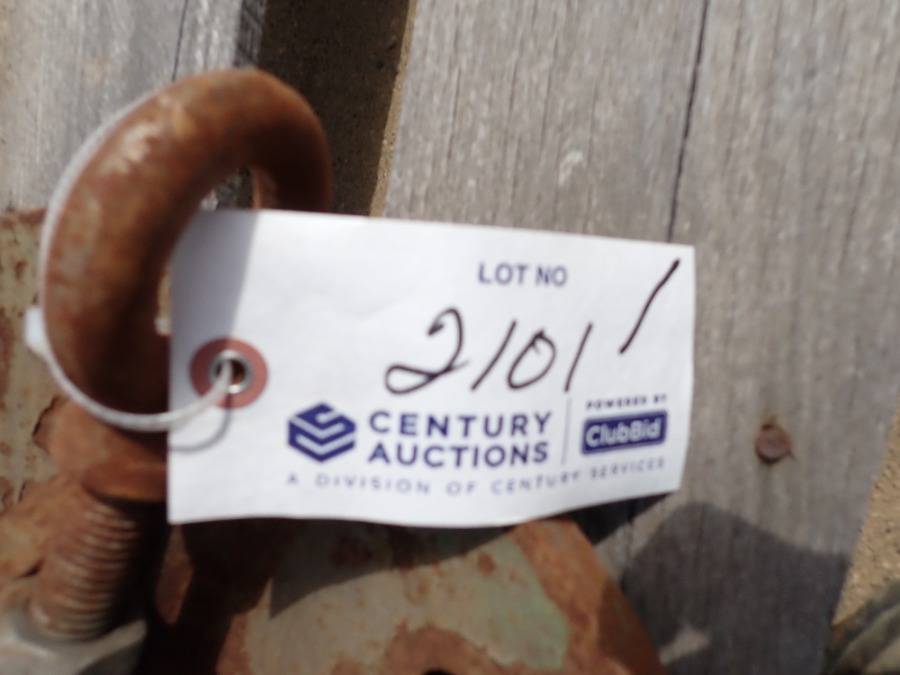 LOT NO
2101 /
CENTURY
AUCTIONS
A DIVISION OF CENTURY SERVICES
POWERED BY
ClubBid